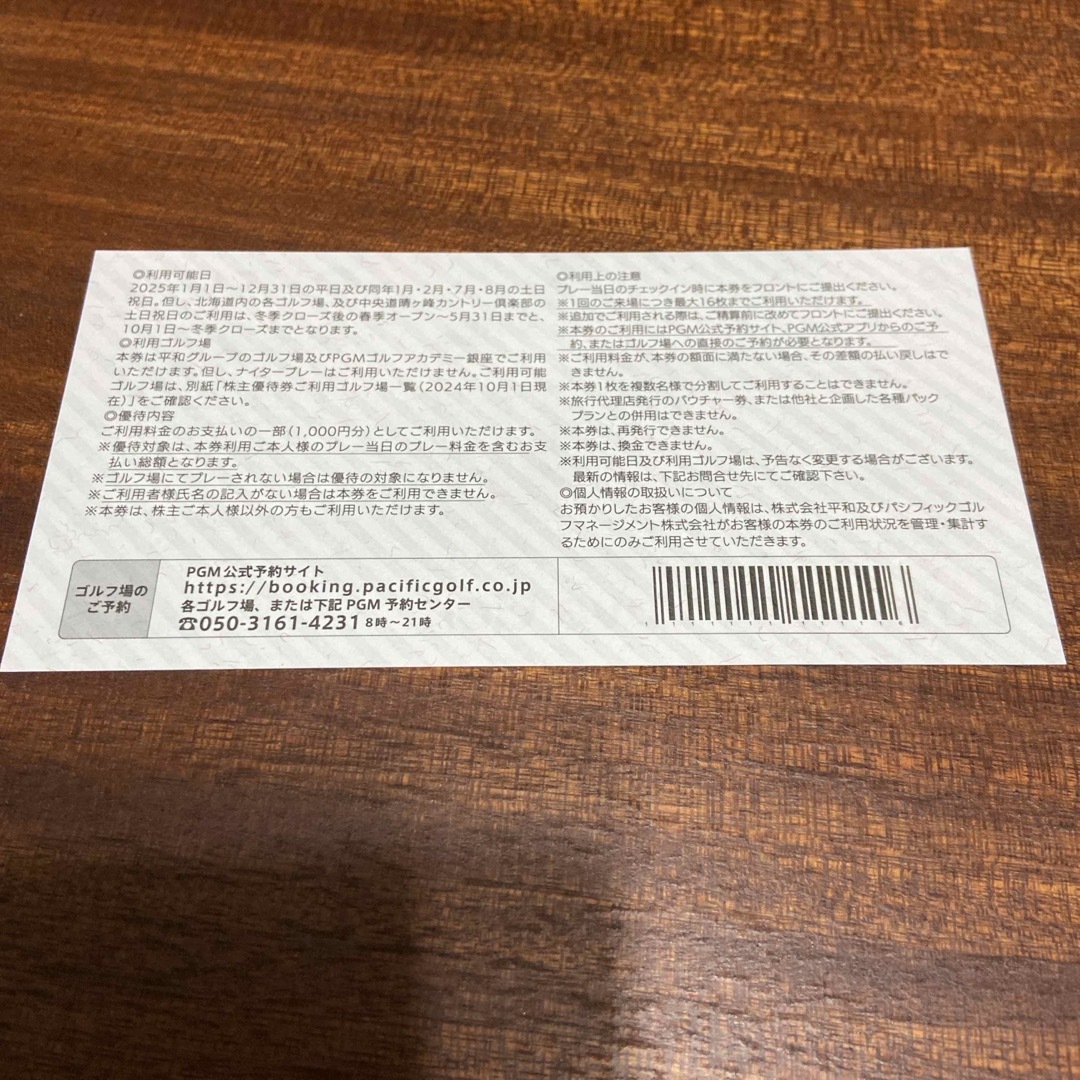 ◎利用可能日
2025年1月1日～12月31日の平日及び同年1月・2月・7月・8月の土日
祝日。但し、北海道内の各ゴルフ場、及び中央道晴ヶ峰カントリー倶楽部の
土日祝日のご利用は、冬季クローズ後の春季オープン～5月31日までと、
10月1日～冬季クローズまでとなります。
◎利用ゴルフ場
本券は平和グループのゴルフ場及びPGMゴルフアカデミー銀座でご利用
いただけます。但し、ナイタープレーはご利用いただけません。ご利用可能
ゴルフ場は、別紙「株主優待券ご利用ゴルフ場一覧(2024年10月1日現
在)」をご確認ください。
◎優待内容
ご利用料金のお支払いの一部(1,000円分)としてご利用いただけます。
※優待対象は、本券利用ご本人様のプレー当日のプレー料金を含むお支
払い総額となります。
※ゴルフ場にてプレーされない場合は優待の対象になりません。
※ご利用者様氏名の記入がない場合は本券をご利用できません。
※本券は、株主ご本人様以外の方もご利用いただけます。
◎利用上の注意
プレー当日のチェックイン時に本券をフロントにご提出ください。
※1回のご来場につき最大16枚までご利用いただけます。
※追加でご利用される際は、ご精算前に改めてフロントにご提出ください。
※本券のご利用にはPGM公式予約サイト、PGM公式アプリからのご予
約、またはゴルフ場への直接のご予約が必要となります。
※ご利用料金が、本券の額面に満たない場合、その差額の払い戻しはで
きません。
※本券1枚を複数名様で分割してご利用することはできません。
※旅行代理店発行のバウチャー券、または他社と企画した各種パック
プランとの併用はできません。
※本券は、再発行できません。
※本券は、換金できません。
※利用可能日及び利用ゴルフ場は、予告なく変更する場合がございます。
最新の情報は、下記お問合せ先にてご確認下さい。
◎個人情報の取扱いについて
お預かりしたお客様の個人情報は、株式会社平和及びパシフィックゴル
フマネージメント株式会社がお客様の本券のご利用状況を管理・集計す
るためにのみご利用させていただきます。
ゴルフ場の
ご予約
PGM公式予約サイト
https://booking.pacificgolf.co.jp
各ゴルフ場、または下記PGM予約センター
☎050-3161-4231 8時～21時